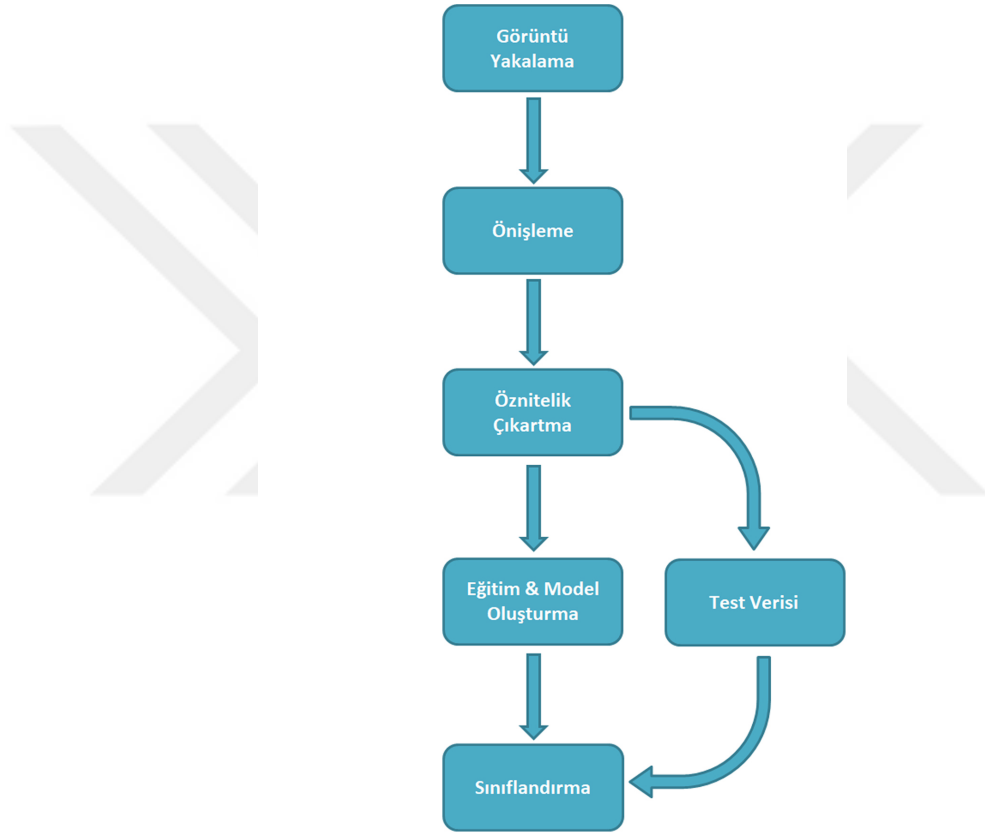 Görüntü
Yakalama
Önişleme
Öznitelik
Çıkartma
Eğitim & Model
Oluşturma
Test Verisi
Sınıflandırma